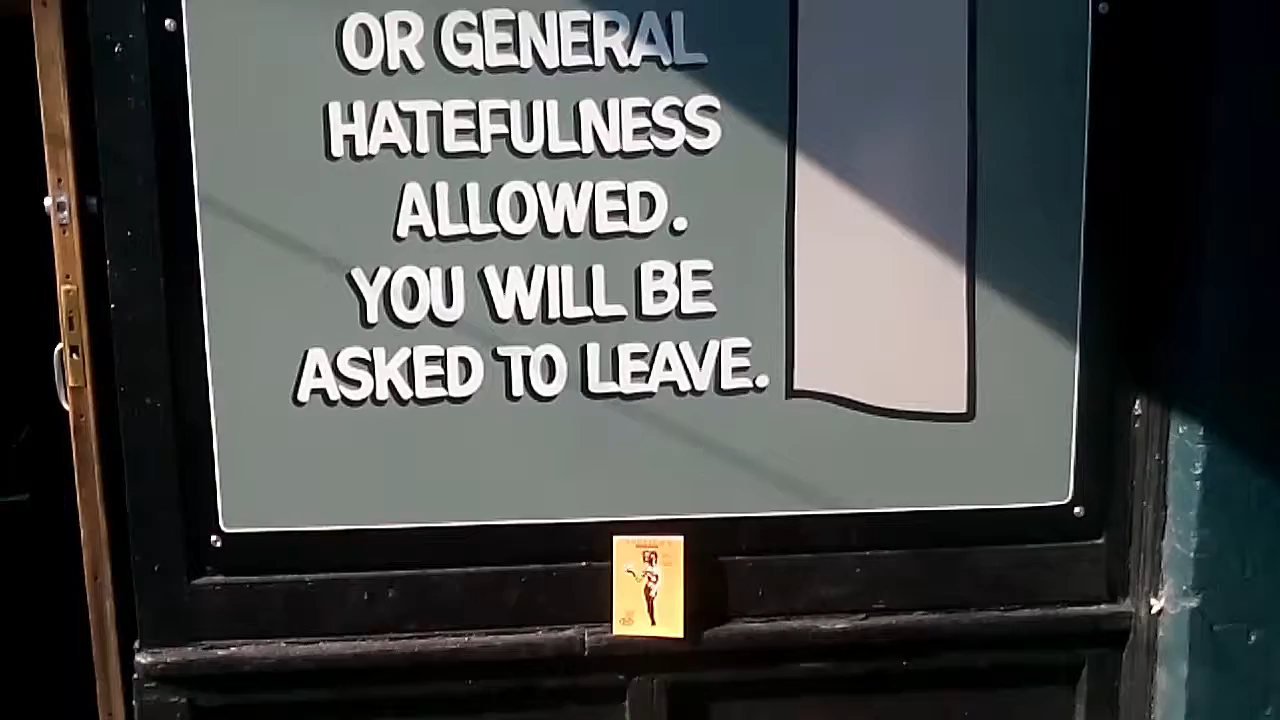 OR GENERAL
HATEFULNESS
ALLOWED.
YOU WILL BE
ASKED TO LEAVE.